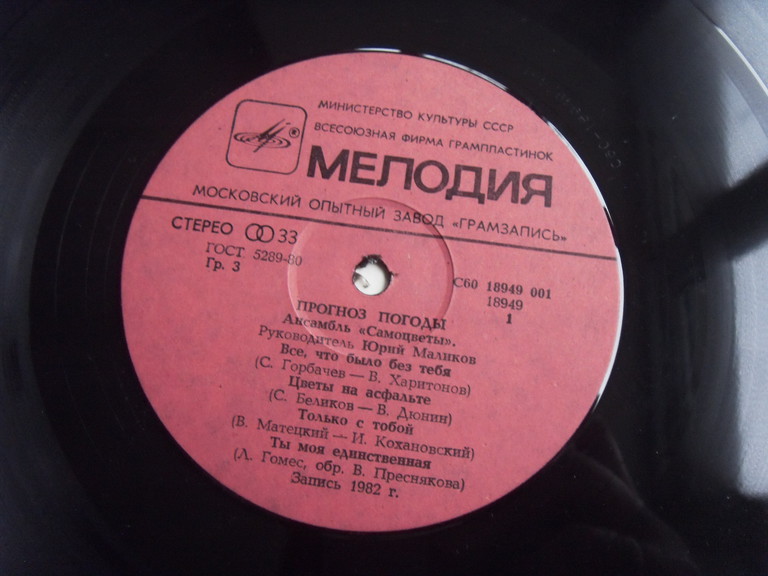 МИНИСТЕРСТВО КУЛЬТУРЫ СССР
ВСЕСОЮЗНАЯ ФИРМА ГРАМПЛАСТИНОК
®
МЕЛОДИЯ
МОСКОВСКИЙ ОПЫТНЫЙ ЗАВОД «ГРАМЗАПИСЬ»
СТЕРЕО 33
ГОСТ 5289-80
Гр. 3
С60 18949 001
18949
1
ПРОГНОЗ ПОГОДЫ
Ансамбль «Самоцветы».
Руководитель Юрий Маликов
Все, что было без тебя
(С. Горбачев — В. Харитонов)
Цветы на асфальте
(С. Беликов — В. Дюнин)
Только с тобой
(В. Матецкий — И. Кохановский)
Ты моя единственная
(Л. Гомес, обр. В. Преснякова)
Запись 1982 г.